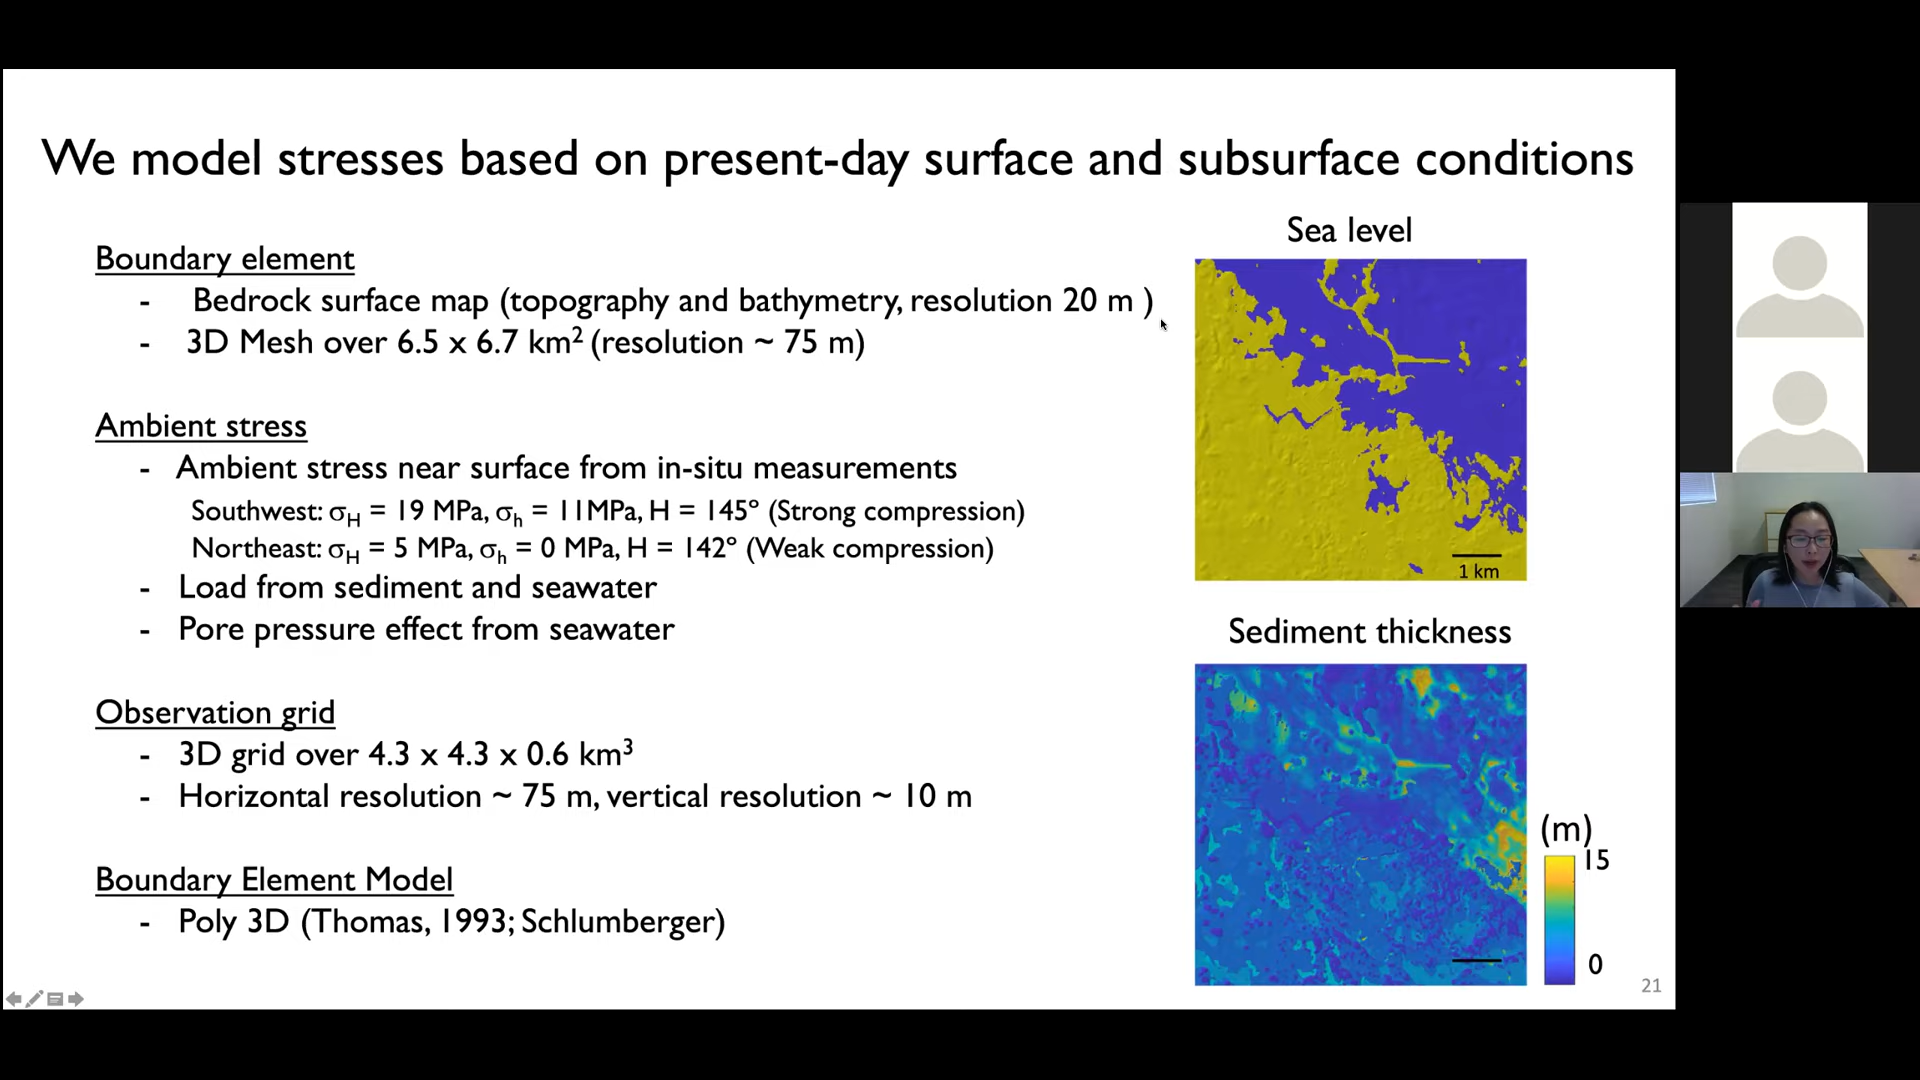 We model stresses based on present-day surface and subsurface conditions
Boundary element
- Bedrock surface map (topography and bathymetry, resolution 20 m )
- 3D Mesh over 6.5 x 6.7 km² (resolution ~ 75 m)
Ambient stress
- Ambient stress near surface from in-situ measurements
Southwest: σH = 19 MPa, σh = 11MPa, H = 145º (Strong compression)
Northeast: σH = 5 MPa, σh = 0 MPa, H = 142º (Weak compression)
- Load from sediment and seawater
- Pore pressure effect from seawater
Observation grid
- 3D grid over 4.3 x 4.3 x 0.6 km³
- Horizontal resolution ~ 75 m, vertical resolution ~ 10 m
Boundary Element Model
- Poly 3D (Thomas, 1993; Schlumberger)
Sea level
1 km
Sediment thickness
(m)
15
0
21